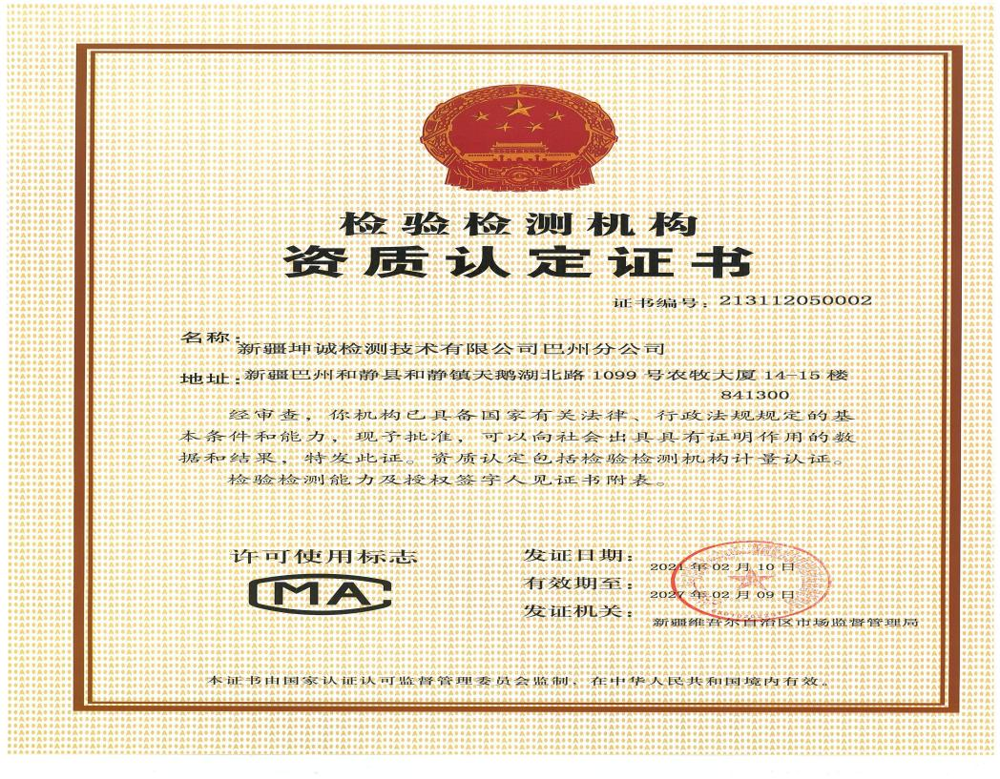 检验检测机构
资质认定证书
证书编号：213112050002
名称：新疆坤诚检测技术有限公司巴州分公司
地址：新疆巴州和静县和静镇天鹅湖北路 1099 号农牧大厦 14-15 楼
841300
经审查，你机构已具备国家有关法律、行政法规规定的基
本条件和能力，现予批准，可以向社会出具具有证明作用的数
据和结果，特发此证。资质认定包括检验检测机构计量认证。
检验检测能力及授权签字人见证书附表。
许可使用标志
MA
发证日期：2021 年 02 月 10 日
有效期至：2027 年 02 月 09 日
发证机关：新疆维吾尔自治区市场监督管理局
本证书由国家认证认可监督管理委员会监制，在中华人民共和国境内有效。